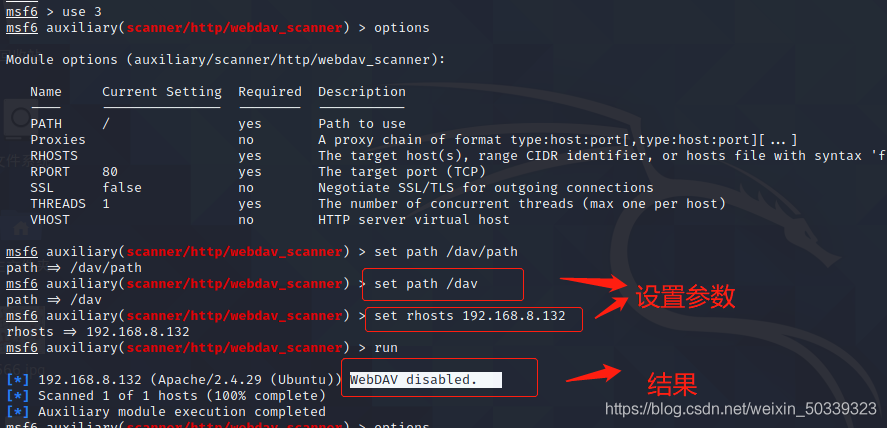 msf6 > use 3
msf6 auxiliary(scanner/http/webdav_scanner) > options
Module options (auxiliary/scanner/http/webdav_scanner):
Name Current Setting Required Description
---- --------------- -------- -----------
PATH / yes Path to use
Proxies no A proxy chain of format type:host:port[,type:host:port][...]
RHOSTS yes The target host(s), range CIDR identifier, or hosts file with syntax 'f
RPORT 80 yes The target port (TCP)
SSL false no Negotiate SSL/TLS for outgoing connections
THREADS 1 yes The number of concurrent threads (max one per host)
VHOST no HTTP server virtual host
msf6 auxiliary(scanner/http/webdav_scanner) > set path /dav/path
path => /dav/path
msf6 auxiliary(scanner/http/webdav_scanner) > set path /dav
path => /dav
设置参数
msf6 auxiliary(scanner/http/webdav_scanner) > set rhosts 192.168.8.132
rhosts => 192.168.8.132
msf6 auxiliary(scanner/http/webdav_scanner) > run
[*] 192.168.8.132 (Apache/2.4.29 (Ubuntu)) WebDAV disabled.
结果
[*] Scanned 1 of 1 hosts (100% complete)
[*] Auxiliary module execution completed
msf6 auxiliary(scanner/http/webdav_scanner) > options
https://blog.csdn.net/weixin_50339323